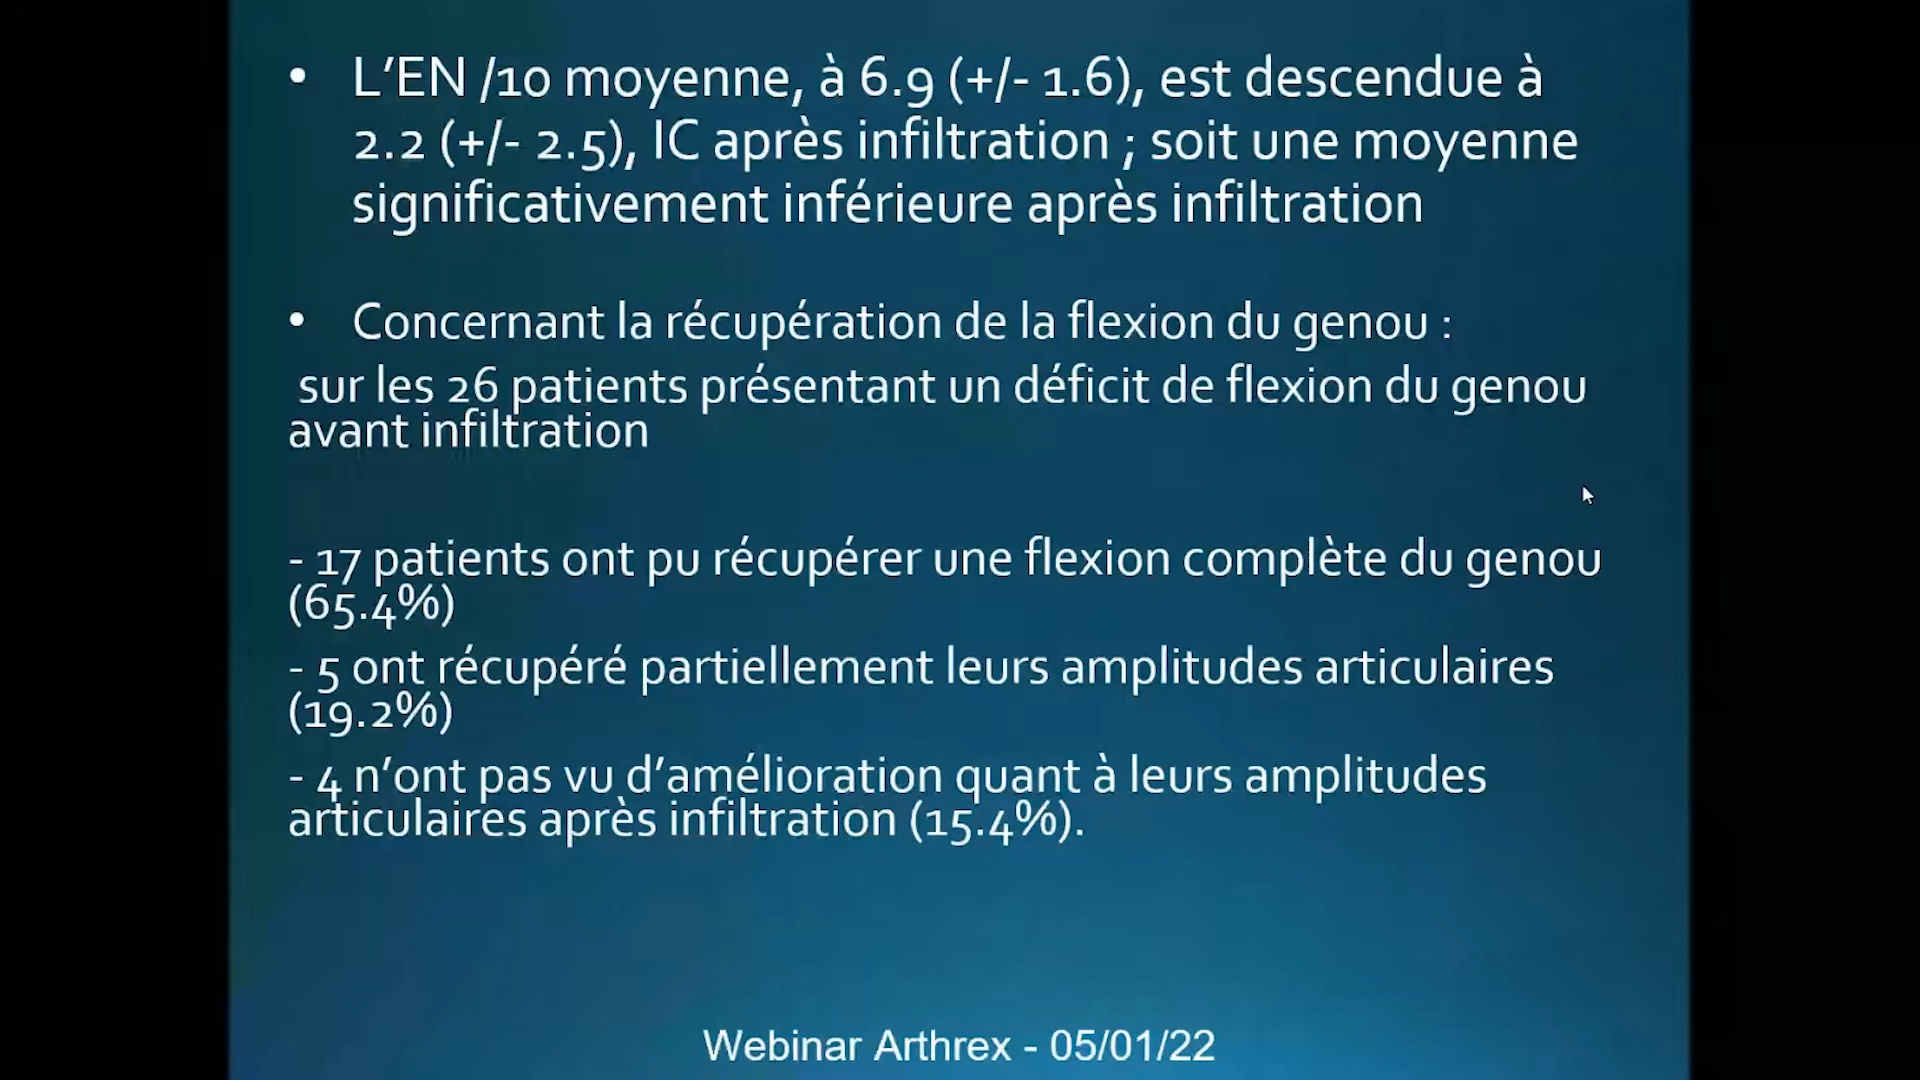 • L’EN /10 moyenne, à 6.9 (+/- 1.6), est descendue à
2.2 (+/- 2.5), IC après infiltration ; soit une moyenne
significativement inférieure après infiltration
• Concernant la récupération de la flexion du genou :
sur les 26 patients présentant un déficit de flexion du genou
avant infiltration
- 17 patients ont pu récupérer une flexion complète du genou
(65.4%)
- 5 ont récupéré partiellement leurs amplitudes articulaires
(19.2%)
- 4 n’ont pas vu d’amélioration quant à leurs amplitudes
articulaires après infiltration (15.4%).
Webinar Arthrex - 05/01/22